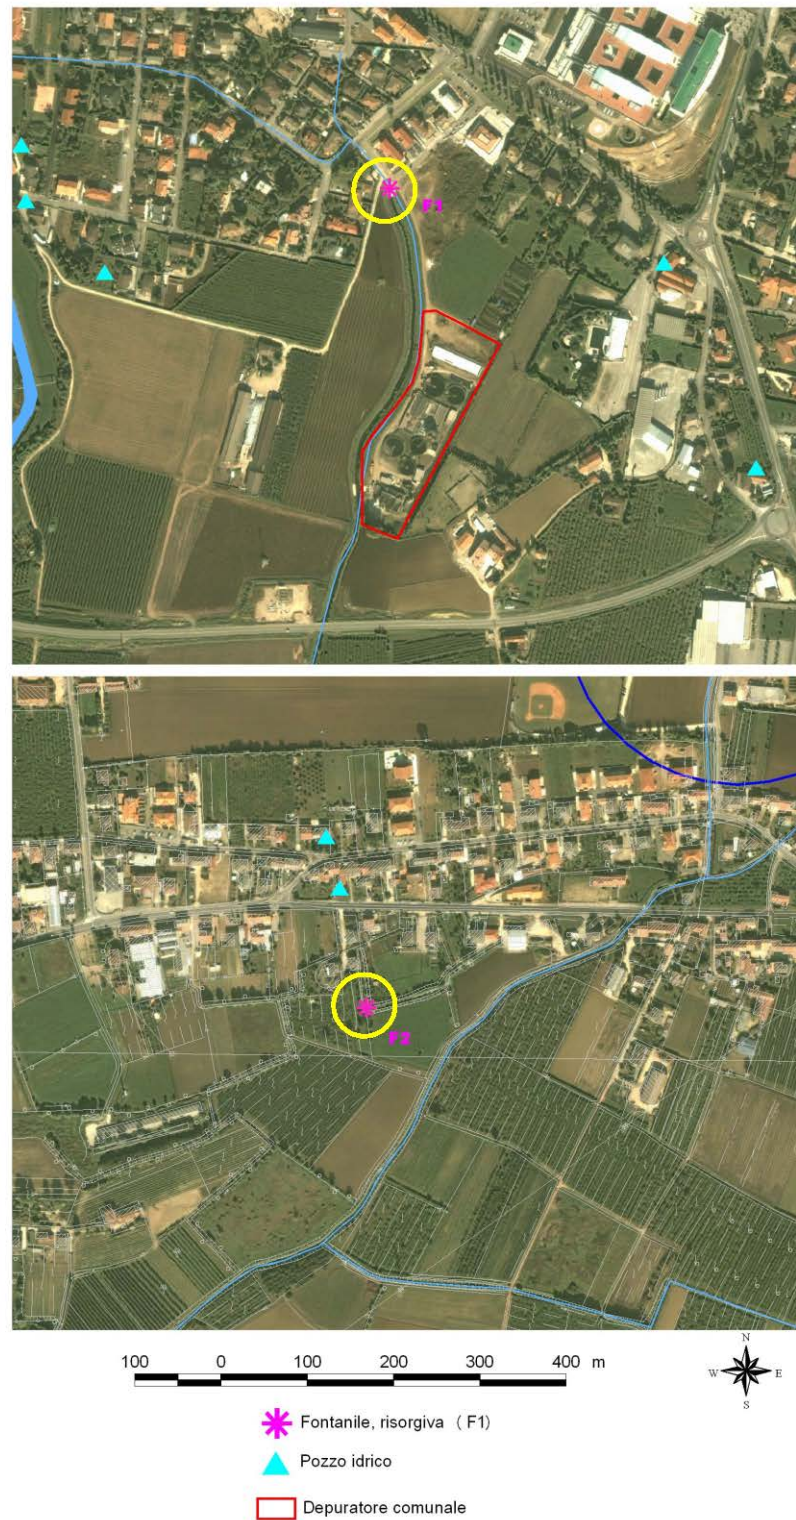 F1
F2
100 0 100 200 300 400 m
N
W E
S
Fontanile, risorgiva ( F1)
Pozzo idrico
Depuratore comunale